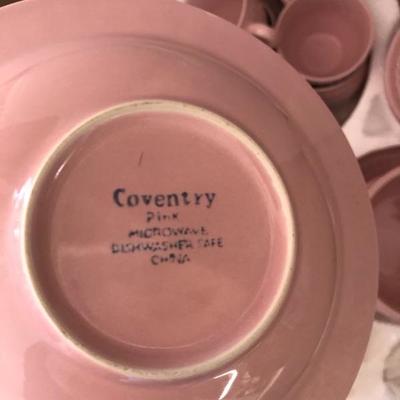 Coventry
Pink
MICROWAVE
DISHWASHER SAFE
CHINA